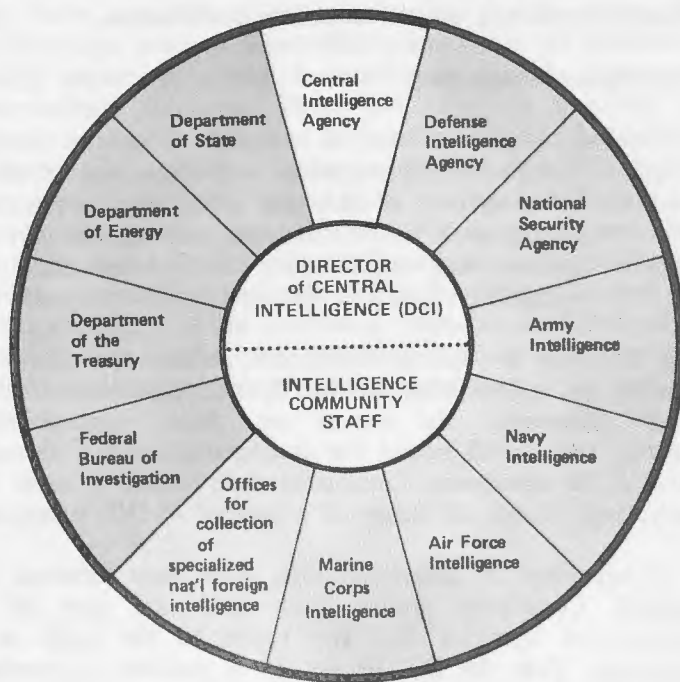 Central
Intelligence
Agency
Defense
Intelligence
Agency
National
Security
Agency
Army
Intelligence
Navy
Intelligence
Air Force
Intelligence
Marine
Corps
Intelligence
Offices
for
collection
of
specialized
nat'l foreign
intelligence
Federal
Bureau of
Investigation
Department
of the
Treasury
Department
of Energy
Department
of State
DIRECTOR
of CENTRAL
INTELLIGENCE (DCI)
INTELLIGENCE
COMMUNITY
STAFF